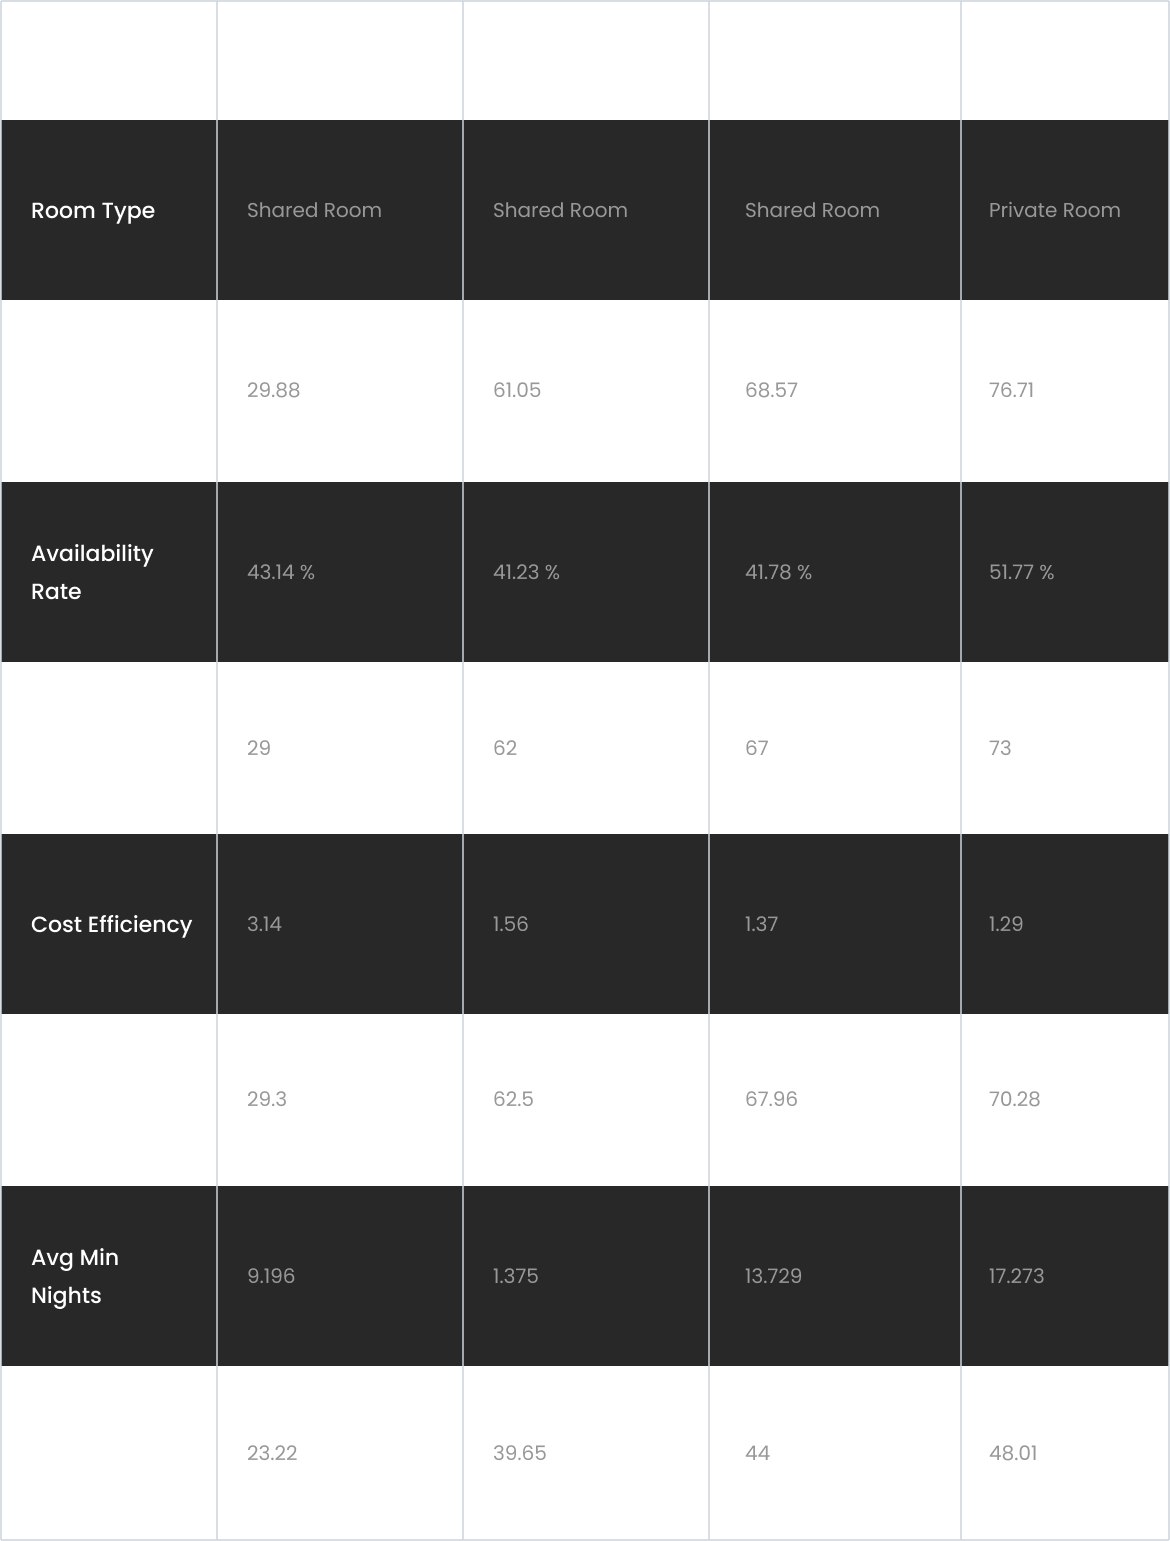 Room Type Shared Room Shared Room Shared Room Private Room
29.88 61.05 68.57 76.71
Availability
Rate 43.14 % 41.23 % 41.78 % 51.77 %
29 62 67 73
Cost Efficiency 3.14 1.56 1.37 1.29
29.3 62.5 67.96 70.28
Avg Min
Nights 9.196 1.375 13.729 17.273
23.22 39.65 44 48.01